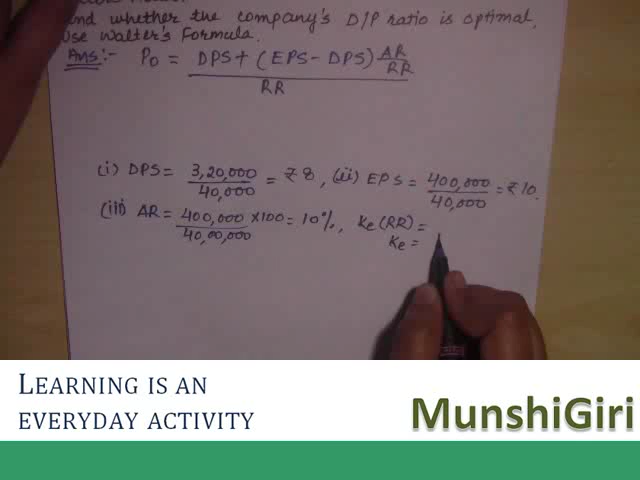 and whether the company's D/P ratio is optimal.
use Walter's Formula.
Ans:- P0 = DPS + (EPS - DPS) AR/RR
RR
(i) DPS = 3,20,000/40,000 = ₹8, (ii) EPS = 400,000/40,000 = ₹10.
(iii) AR = 400,000/40,00,000 ×100 = 10%, Ke(RR) =
Ke =
LEARNING IS AN
EVERYDAY ACTIVITY
MunshiGiri